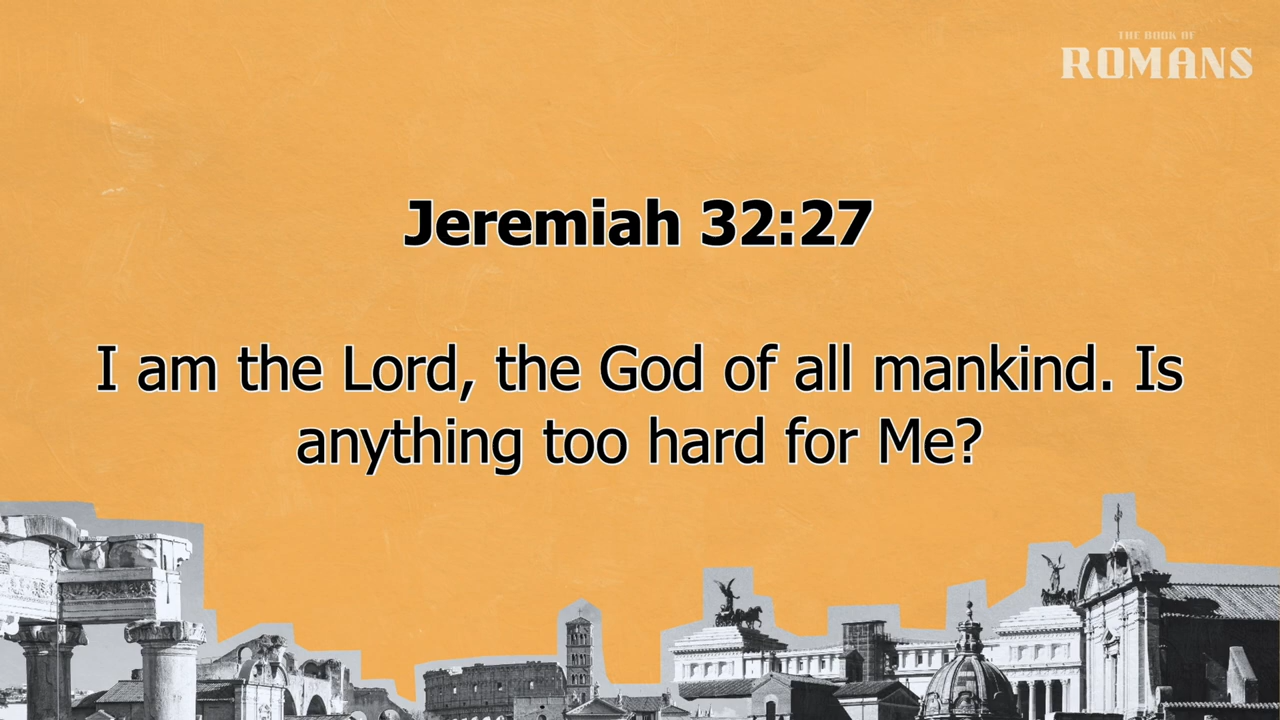 THE BOOK OF
ROMANS
Jeremiah 32:27
I am the Lord, the God of all mankind. Is
anything too hard for Me?